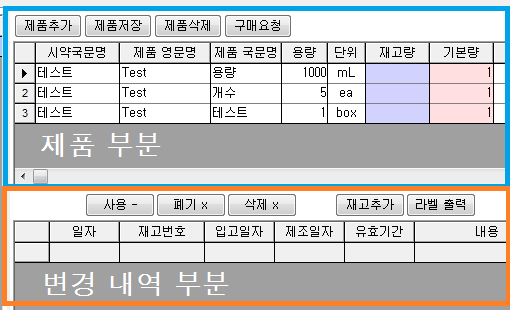 제품추가 제품저장 제품삭제 구매요청
시약국문명 제품 영문명 제품 국문명 용량 단위 재고량 기본량
테스트 Test 용량 1000 mL 1
2 테스트 Test 개수 5 ea 1
3 테스트 Test 테스트 1 box 1
제품 부분
사용 - 폐기 x 삭제 x 재고추가 라벨 출력
일자 재고번호 입고일자 제조일자 유효기간 내용
변경 내역 부분